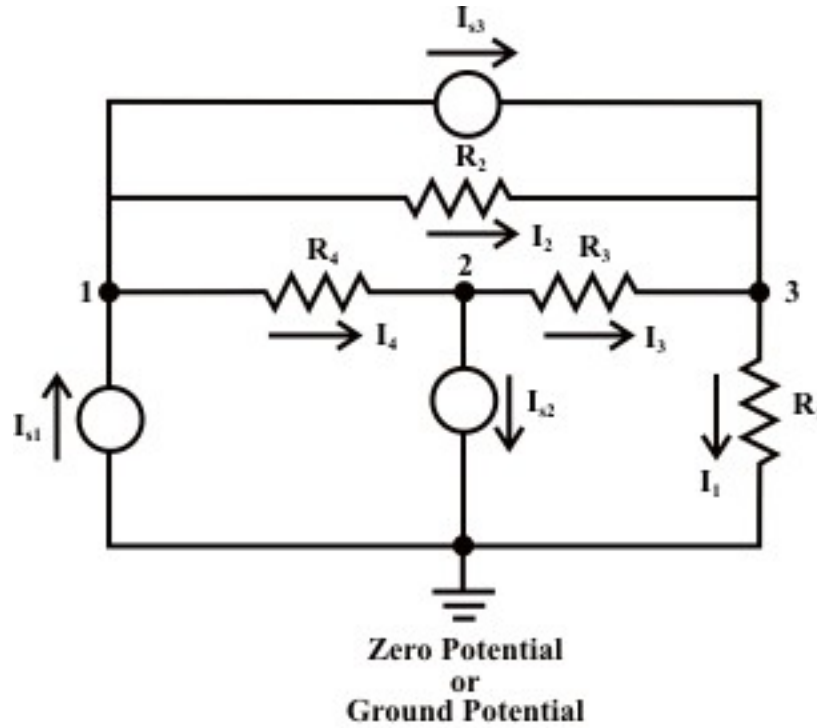 Iₛ₃
R₂
I₂
R₄
2
R₃
1
3
I₄
I₃
Iₛ₁
Iₛ₂
R
I₁
Zero Potential
or
Ground Potential